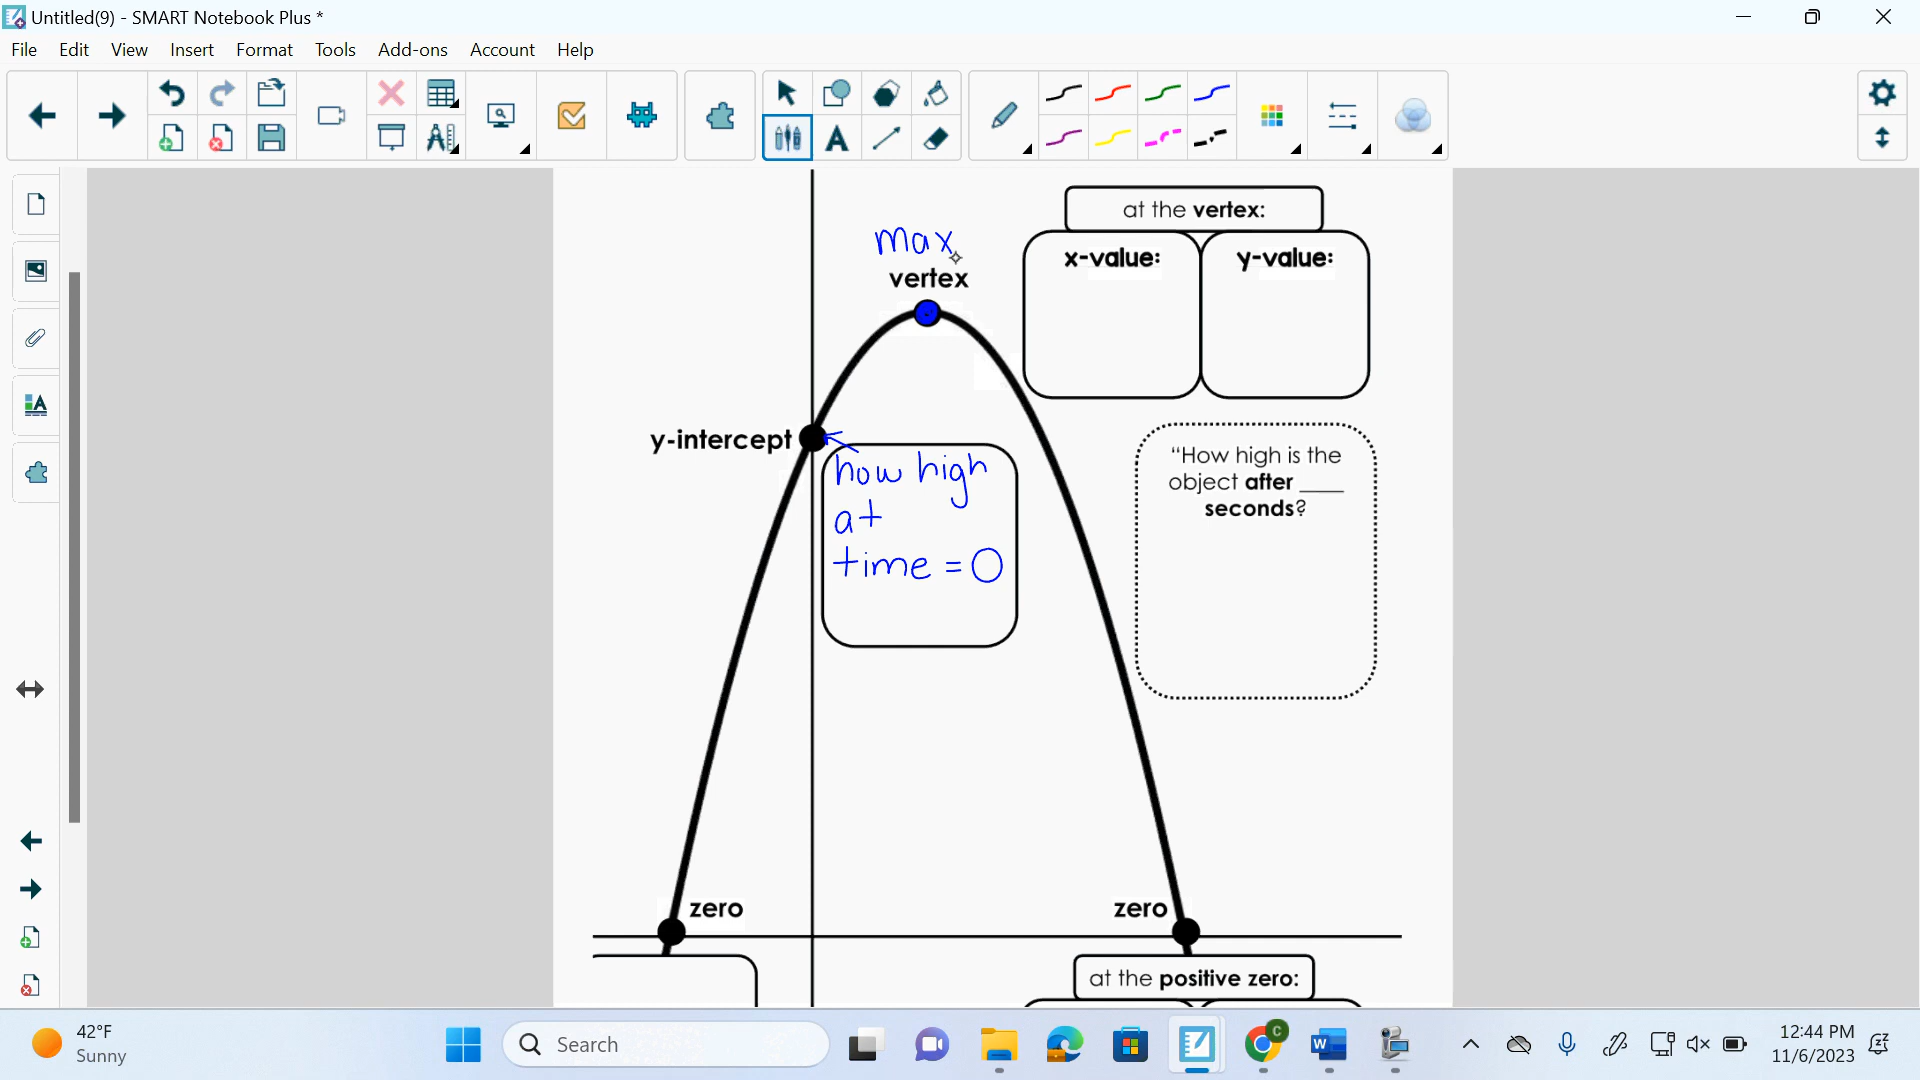 Untitled(9) - SMART Notebook Plus *
File Edit View Insert Format Tools Add-ons Account Help
at the vertex:
max
x-value: y-value:
vertex
y-intercept
how high
at
time = 0
"How high is the
object after ____
seconds?
zero
zero
at the positive zero:
42°F
Sunny
Search
12:44 PM
11/6/2023